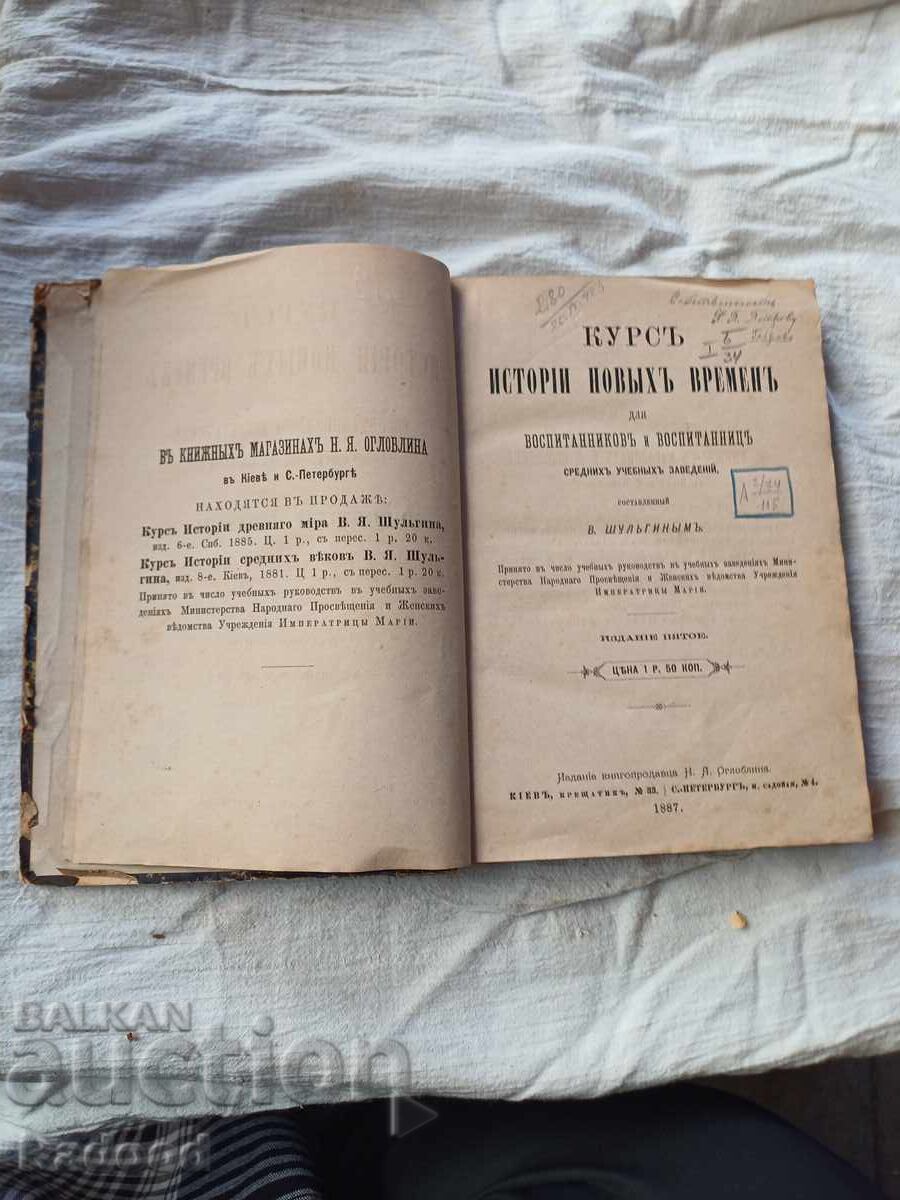 ВЪ КНИЖНЫХЪ МАГАЗИНАХЪ Н. Я. ОГЛОБЛИНА
въ Кіевѣ и С.-Петербургѣ
НАХОДЯТСЯ ВЪ ПРОДАЖѢ:
Курсъ Исторіи древняго міра В. Я. Шульгина,
изд. 6-е. Спб. 1885. Ц. 1 р., съ перес. 1 р. 20 к.
Курсъ Исторіи среднихъ вѣковъ В. Я. Шуль-
гина, изд. 8-е. Кіевъ, 1881. Ц 1 р., съ перес. 1 р. 20 к.
Принято въ число учебныхъ руководствъ въ учебныхъ заве-
деніяхъ Министерства Народнаго Просвѣщенія и Женскихъ
вѣдомства Учрежденія Императрицы Маріи.
280
I 6/34
КУРСЪ
ИСТОРІИ НОВЫХЪ ВРЕМЕНЪ
ДЛЯ
ВОСПИТАННИКОВЪ и ВОСПИТАННИЦЪ
СРЕДНИХЪ УЧЕБНЫХЪ ЗАВЕДЕНІЙ,
составленный
В. ШУЛЬГИНЫМЪ.
Принято въ число учебныхъ руководствъ въ учебныхъ заведеніяхъ Мини-
стерства Народнаго Просвѣщенія и Женскихъ вѣдомства Учрежденія
Императрицы Маріи.
ИЗДАНІЕ ПЯТОЕ.
ЦѢНА 1 Р. 50 КОП.
Изданіе книгопродавца Н. Я. Оглоблина.
КІЕВЪ, КРЕЩАТИКЪ, № 33. | С.-ПЕТЕРБУРГЪ, М. САДОВАЯ, № 4.
1887.
BALKAN
auction